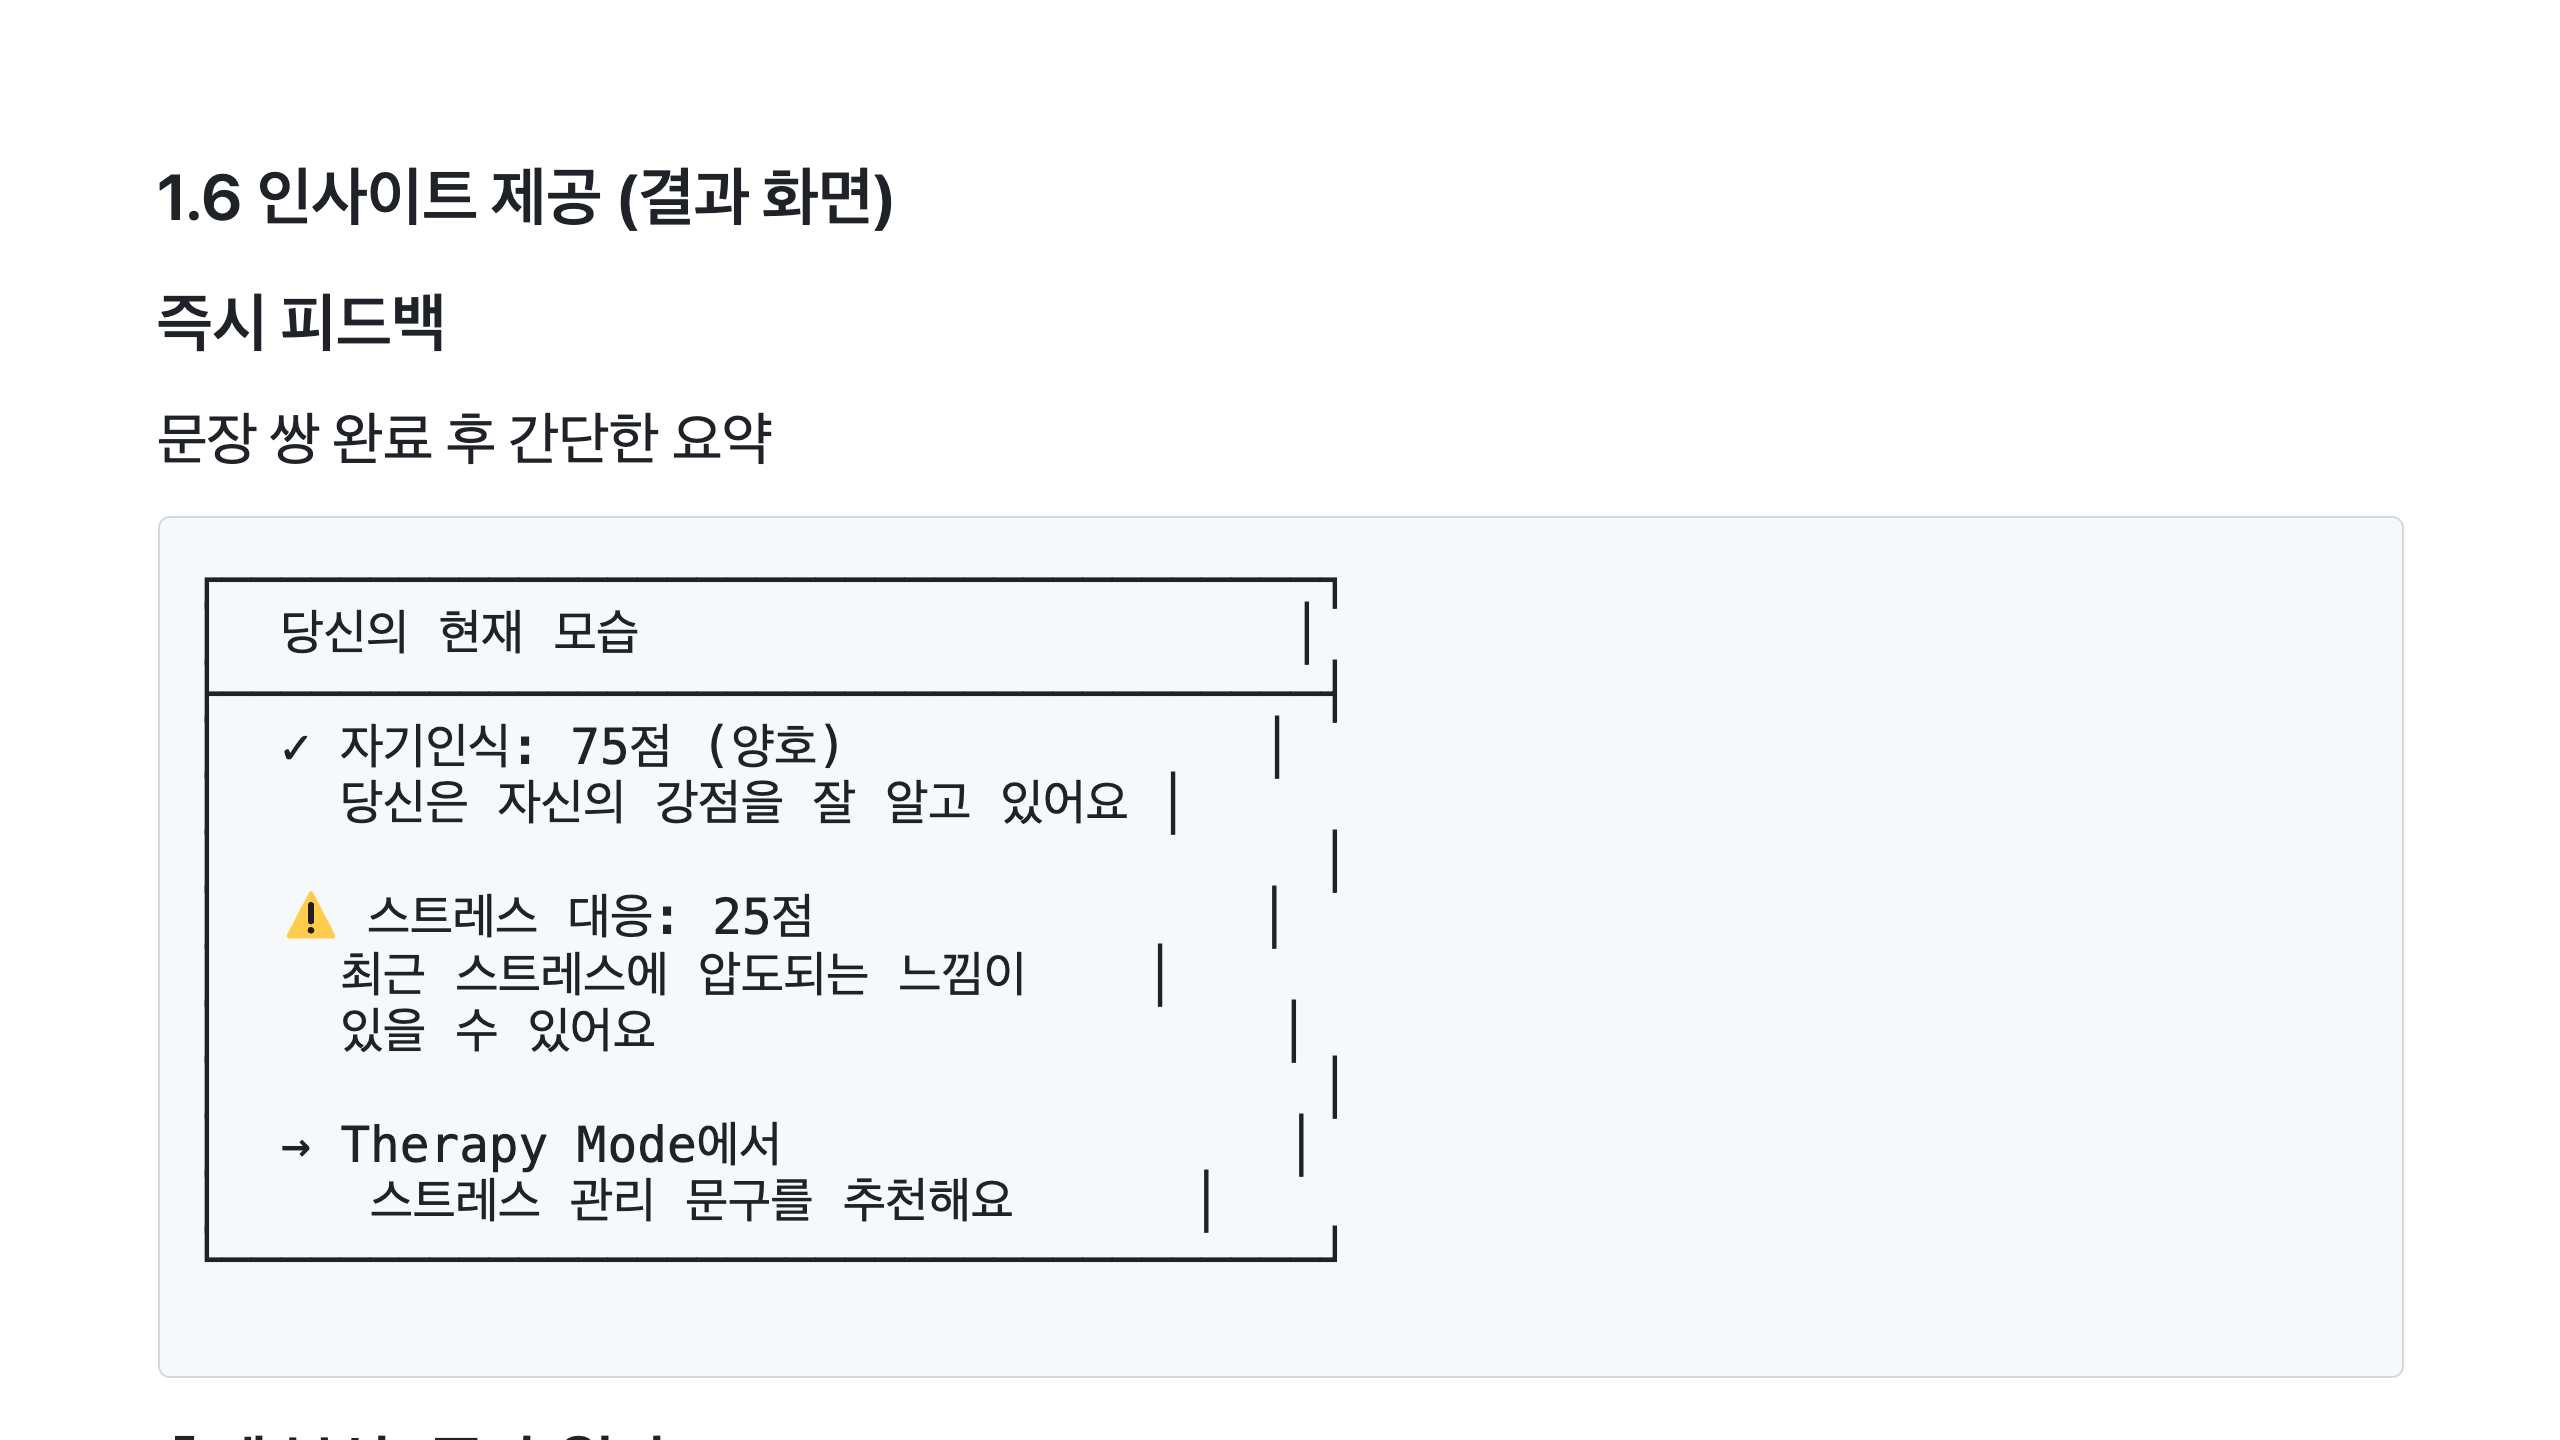 1.6 인사이트 제공 (결과 화면)
즉시 피드백
문장 쌍 완료 후 간단한 요약
당신의 현재 모습
✓ 자기인식: 75점 (양호)
당신은 자신의 강점을 잘 알고 있어요
⚠️ 스트레스 대응: 25점
최근 스트레스에 압도되는 느낌이
있을 수 있어요
→ Therapy Mode에서
스트레스 관리 문구를 추천해요